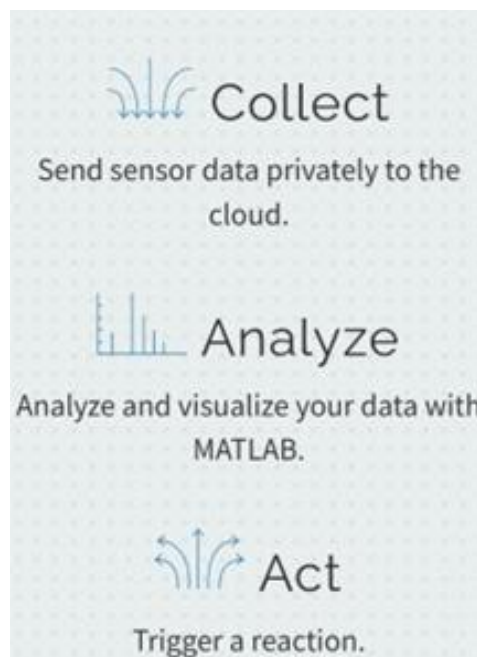 Collect
Send sensor data privately to the
cloud.
Analyze
Analyze and visualize your data with
MATLAB.
Act
Trigger a reaction.